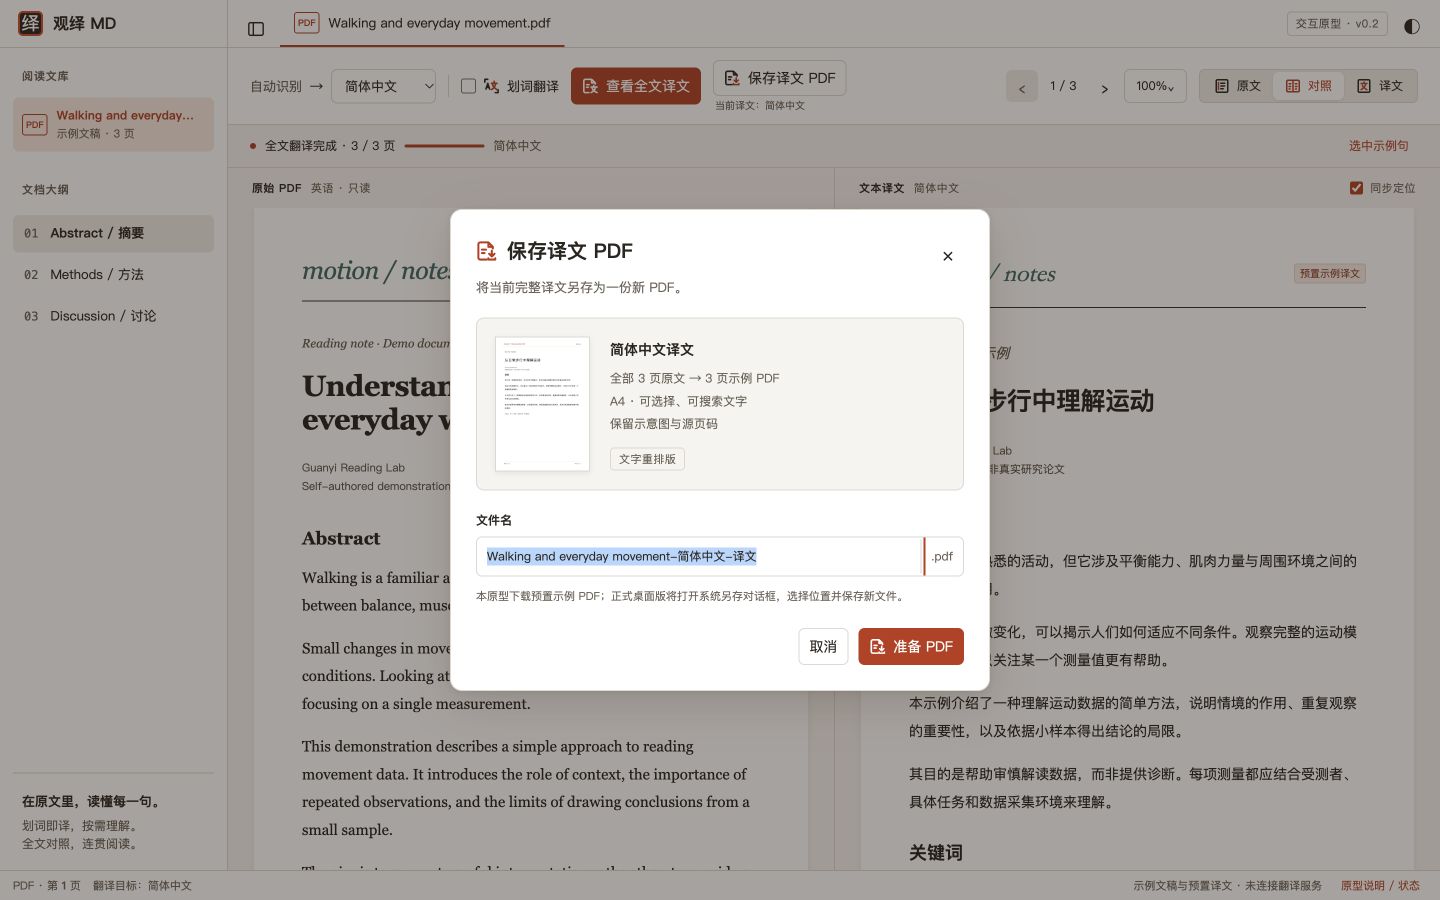 绎 观绎 MD
PDF Walking and everyday movement.pdf
交互原型 · v0.2
阅读文库
PDF Walking and everyday...
示例文稿 · 3 页
文档大纲
01 Abstract / 摘要
02 Methods / 方法
03 Discussion / 讨论
在原文里，读懂每一句。
划词即译，按需理解。
全文对照，连贯阅读。
自动识别 → 简体中文
划词翻译
查看全文译文
保存译文 PDF
当前译文：简体中文
1 / 3
100%
原文
对照
译文
全文翻译完成 · 3 / 3 页 简体中文
选中示例句
原始 PDF 英语 · 只读
motion / note
Reading note · Demo docum
Understan
everyday w
Guanyi Reading Lab
Self-authored demonstration
Abstract
Walking is a familiar a
between balance, musc
Small changes in move
conditions. Looking at
focusing on a single measurement.
This demonstration describes a simple approach to reading
movement data. It introduces the role of context, the importance of
repeated observations, and the limits of drawing conclusions from a
small sample.
文本译文 简体中文
同步定位
/ notes
预置示例译文
示例
步行中理解运动
Lab
非真实研究论文
熟悉的活动，但它涉及平衡能力、肌肉力量与周围环境之间的
变化，可以揭示人们如何适应不同条件。观察完整的运动模
关注某一个测量值更有帮助。
本示例介绍了一种理解运动数据的简单方法，说明情境的作用、重复观察
的重要性，以及依据小样本得出结论的局限。
其目的是帮助审慎解读数据，而非提供诊断。每项测量都应结合受测者、
具体任务和数据采集环境来理解。
关键词
保存译文 PDF
×
将当前完整译文另存为一份新 PDF。
简体中文译文
全部 3 页原文 → 3 页示例 PDF
A4 · 可选择、可搜索文字
保留示意图与源页码
文字重排版
文件名
Walking and everyday movement-简体中文-译文 .pdf
本原型下载预置示例 PDF；正式桌面版将打开系统另存对话框，选择位置并保存新文件。
取消
准备 PDF
PDF · 第 1 页 翻译目标：简体中文
示例文稿与预置译文 · 未连接翻译服务 原型说明 / 状态